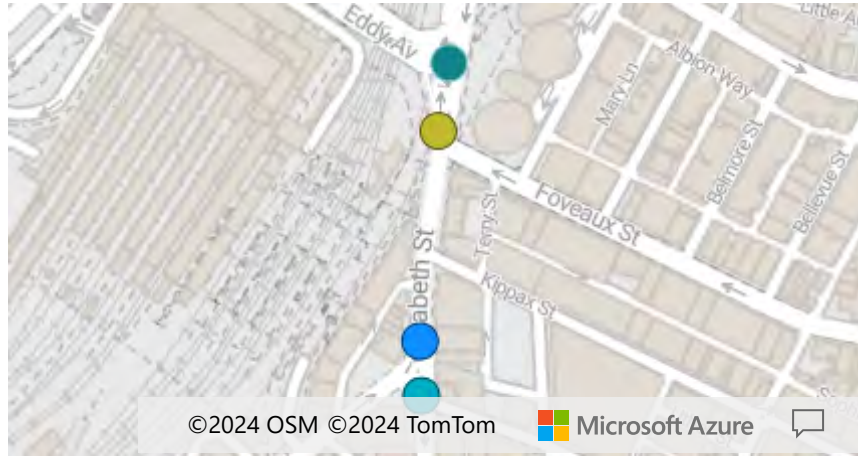 Eddy Av
Little A
Albion Way
Mary Ln
Belmore St
Bellevue St
Foveaux St
Terry St
abeth St
Kippax St
©2024 OSM ©2024 TomTom
Microsoft Azure